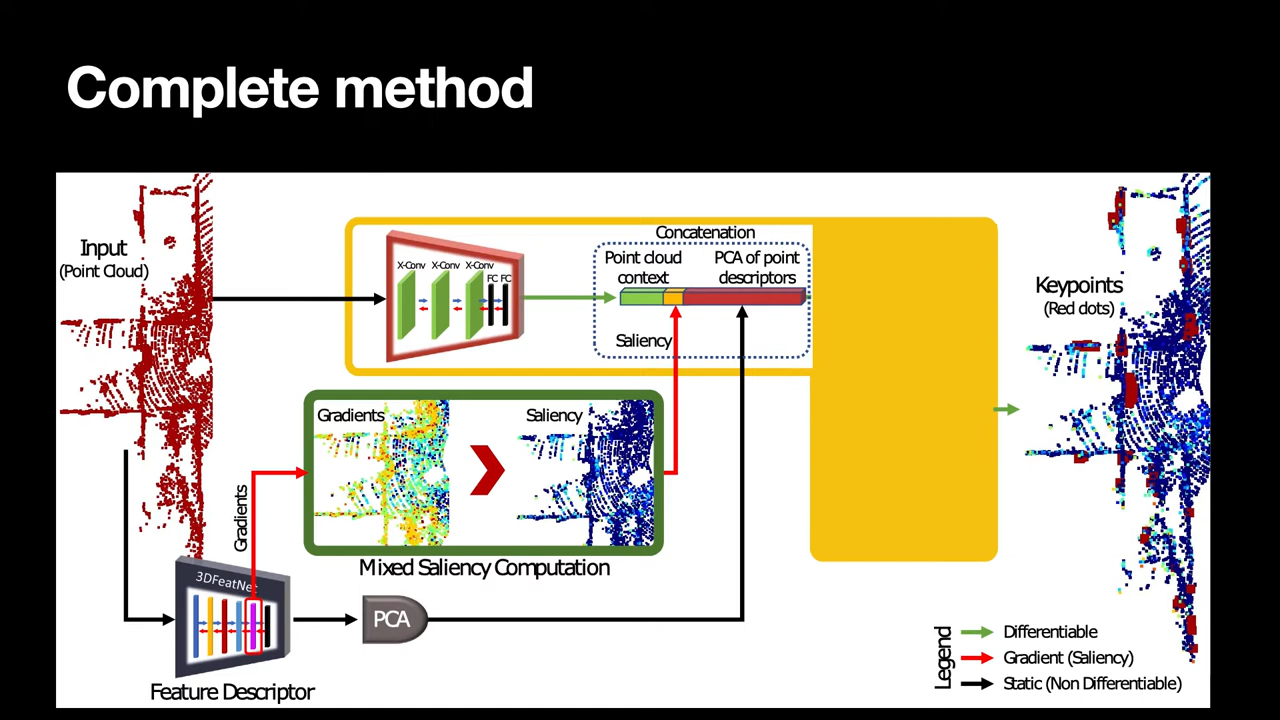 Complete method
Input
(Point Cloud)
X-Conv X-Conv X-Conv
FC FC
Concatenation
Point cloud
context
PCA of point
descriptors
Saliency
Keypoints
(Red dots)
Gradients
Saliency
Mixed Saliency Computation
Gradients
3DFeatNet
PCA
Feature Descriptor
Legend
Differentiable
Gradient (Saliency)
Static (Non Differentiable)